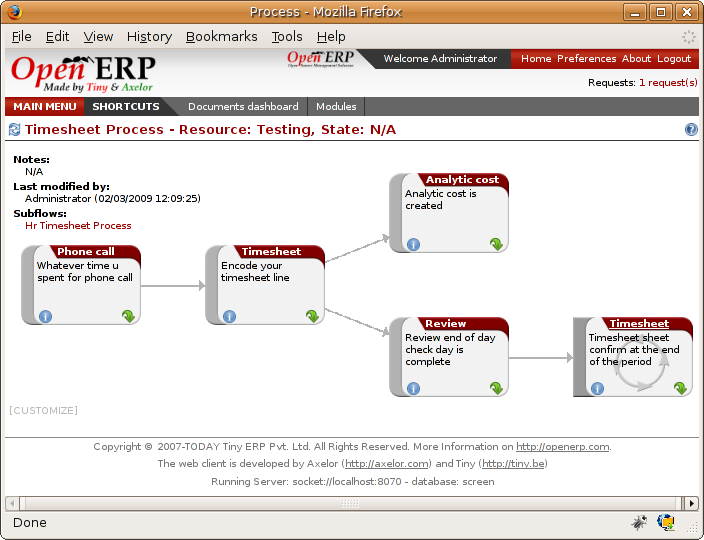 Process - Mozilla Firefox
File Edit View History Bookmarks Tools Help
Open ERP
Made by Tiny & Axelor
Open ERP
Welcome Administrator
Home Preferences About Logout
Requests: 1 request(s)
MAIN MENU SHORTCUTS Documents dashboard Modules
Timesheet Process - Resource: Testing, State: N/A
Notes:
N/A
Last modified by:
Administrator (02/03/2009 12:09:25)
Subflows:
Hr Timesheet Process
Phone call
Whatever time u
spent for phone call
Timesheet
Encode your
timesheet line
Analytic cost
Analytic cost is
created
Review
Review end of day
check day is
complete
Timesheet
Timesheet sheet
confirm at the end
of the period
[CUSTOMIZE]
Copyright © 2007-TODAY Tiny ERP Pvt. Ltd. All Rights Reserved. More Information on http://openerp.com.
The web client is developed by Axelor (http://axelor.com) and Tiny (http://tiny.be)
Running Server: socket://localhost:8070 - database: screen
Done